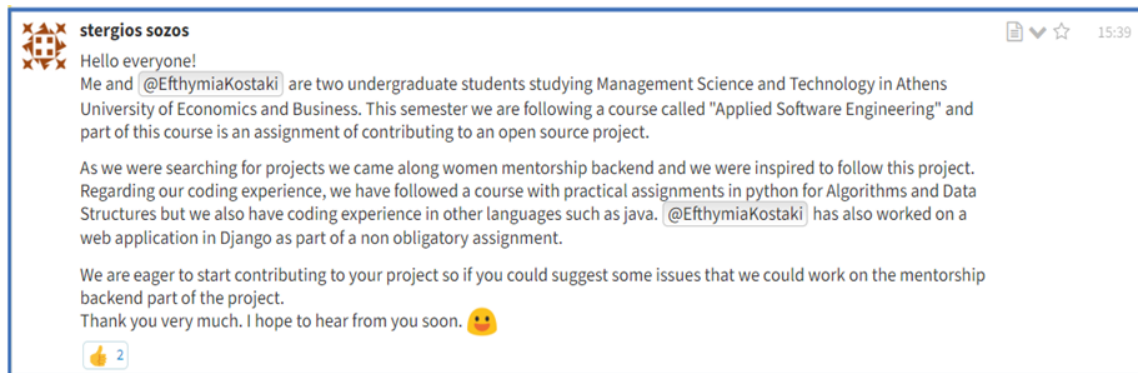 stergios sozos
15:39
Hello everyone!
Me and @EfthymiaKostaki are two undergraduate students studying Management Science and Technology in Athens
University of Economics and Business. This semester we are following a course called "Applied Software Engineering" and
part of this course is an assignment of contributing to an open source project.
As we were searching for projects we came along women mentorship backend and we were inspired to follow this project.
Regarding our coding experience, we have followed a course with practical assignments in python for Algorithms and Data
Structures but we also have coding experience in other languages such as java. @EfthymiaKostaki has also worked on a
web application in Django as part of a non obligatory assignment.
We are eager to start contributing to your project so if you could suggest some issues that we could work on the mentorship
backend part of the project.
Thank you very much. I hope to hear from you soon. 😀
👍 2